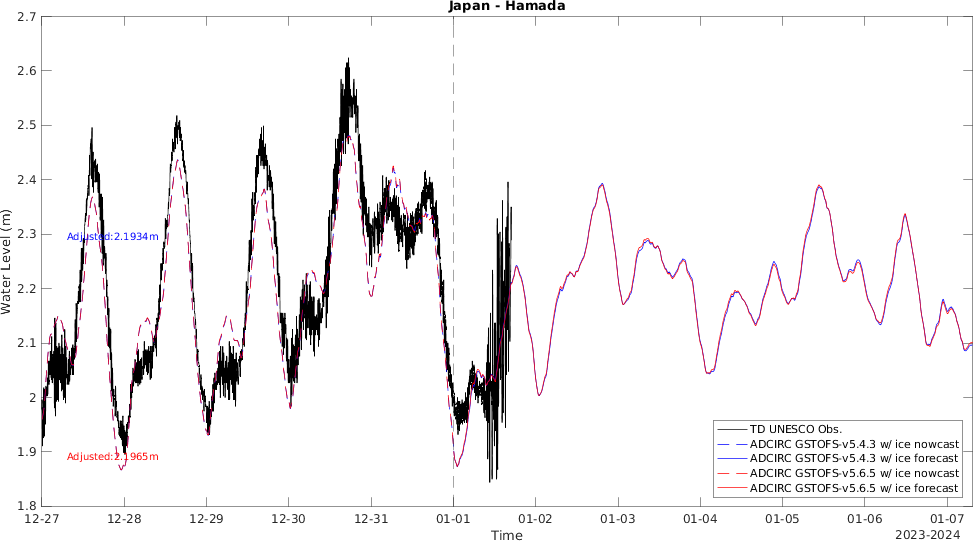 Japan - Hamada
2.7
2.6
2.5
2.4
2.3
2.2
2.1
2
1.9
1.8
Water Level (m)
Adjusted:2.1934m
Adjusted:2.1965m
TD UNESCO Obs.
ADCIRC GSTOFS-v5.4.3 w/ ice nowcast
ADCIRC GSTOFS-v5.4.3 w/ ice forecast
ADCIRC GSTOFS-v5.6.5 w/ ice nowcast
ADCIRC GSTOFS-v5.6.5 w/ ice forecast
12-27 12-28 12-29 12-30 12-31 01-01 01-02 01-03 01-04 01-05 01-06 01-07
Time
2023-2024